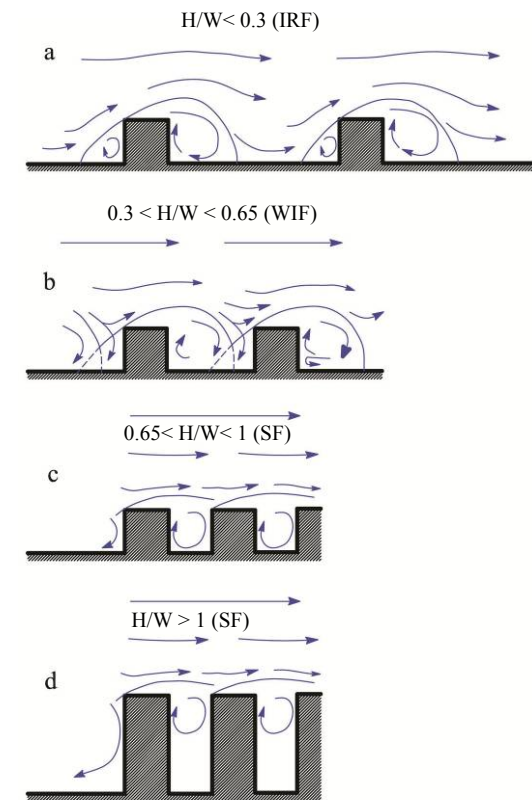 H/W< 0.3 (IRF)
a
0.3 < H/W < 0.65 (WIF)
b
0.65< H/W< 1 (SF)
c
H/W > 1 (SF)
d